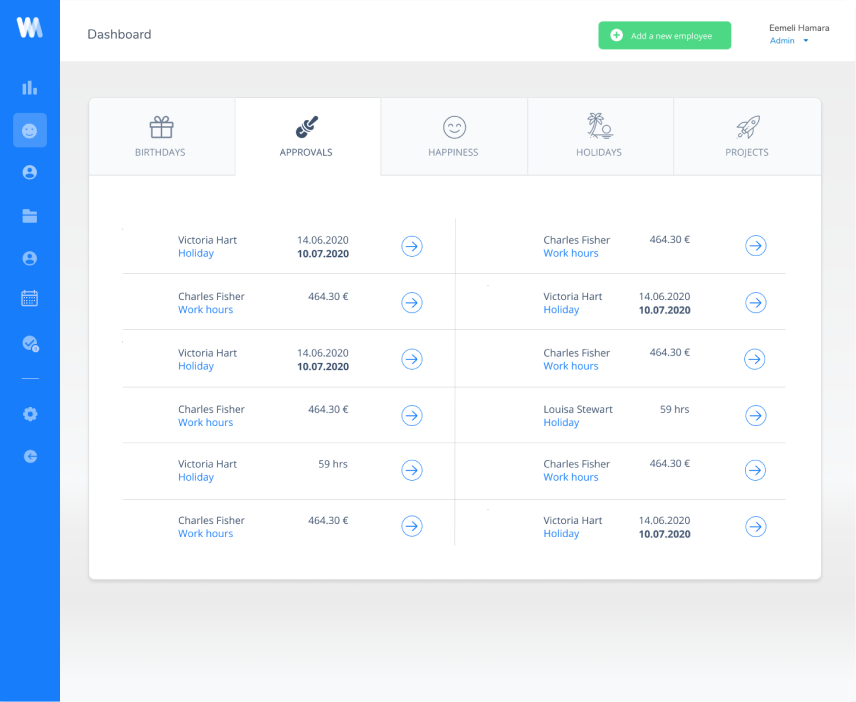 Dashboard
Add a new employee
Eemeli Hamara
Admin
BIRTHDAYS
APPROVALS
HAPPINESS
HOLIDAYS
PROJECTS
Victoria Hart
Holiday
14.06.2020
10.07.2020
Charles Fisher
Work hours
464.30 €
Charles Fisher
Work hours
464.30 €
Victoria Hart
Holiday
14.06.2020
10.07.2020
Victoria Hart
Holiday
14.06.2020
10.07.2020
Charles Fisher
Work hours
464.30 €
Charles Fisher
Work hours
464.30 €
Louisa Stewart
Holiday
59 hrs
Victoria Hart
Holiday
59 hrs
Charles Fisher
Work hours
464.30 €
Charles Fisher
Work hours
464.30 €
Victoria Hart
Holiday
14.06.2020
10.07.2020